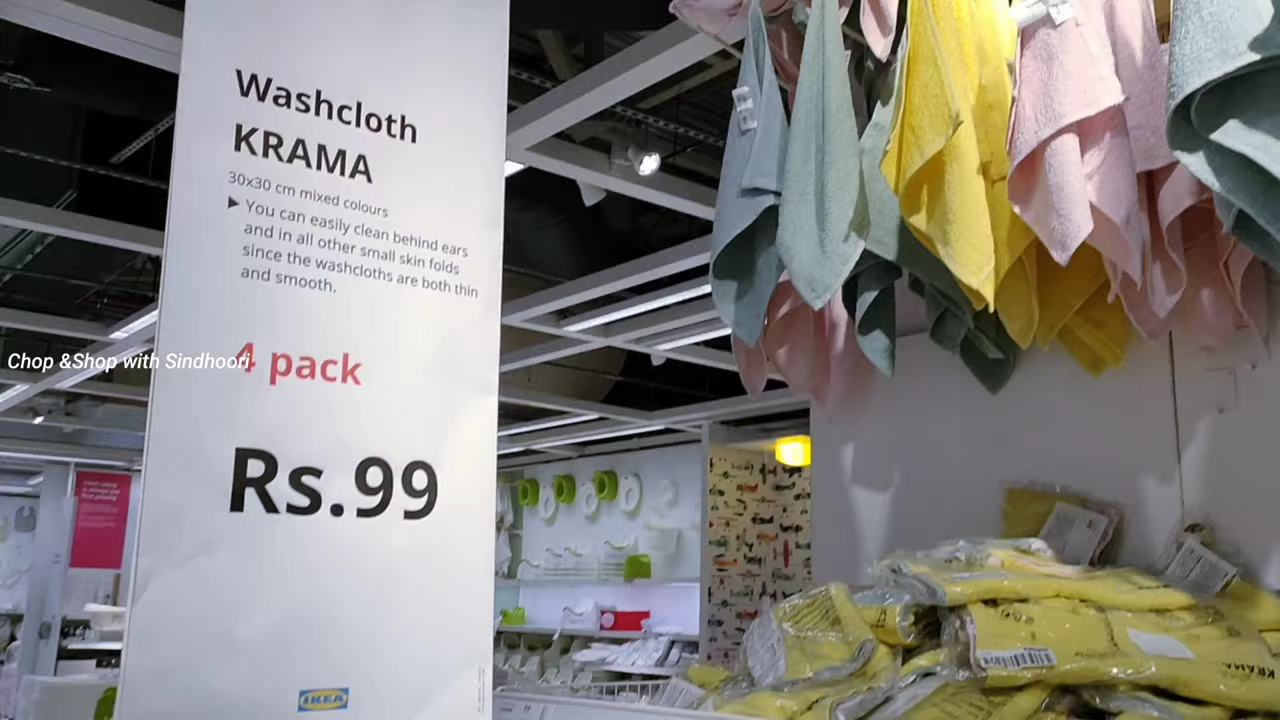 Washcloth
KRAMA
30x30 cm mixed colours
▶ You can easily clean behind ears
and in all other small skin folds
since the washcloths are both thin
and smooth.
4 pack
Rs.99
IKEA
Chop &Shop with Sindhoori
KRAMA